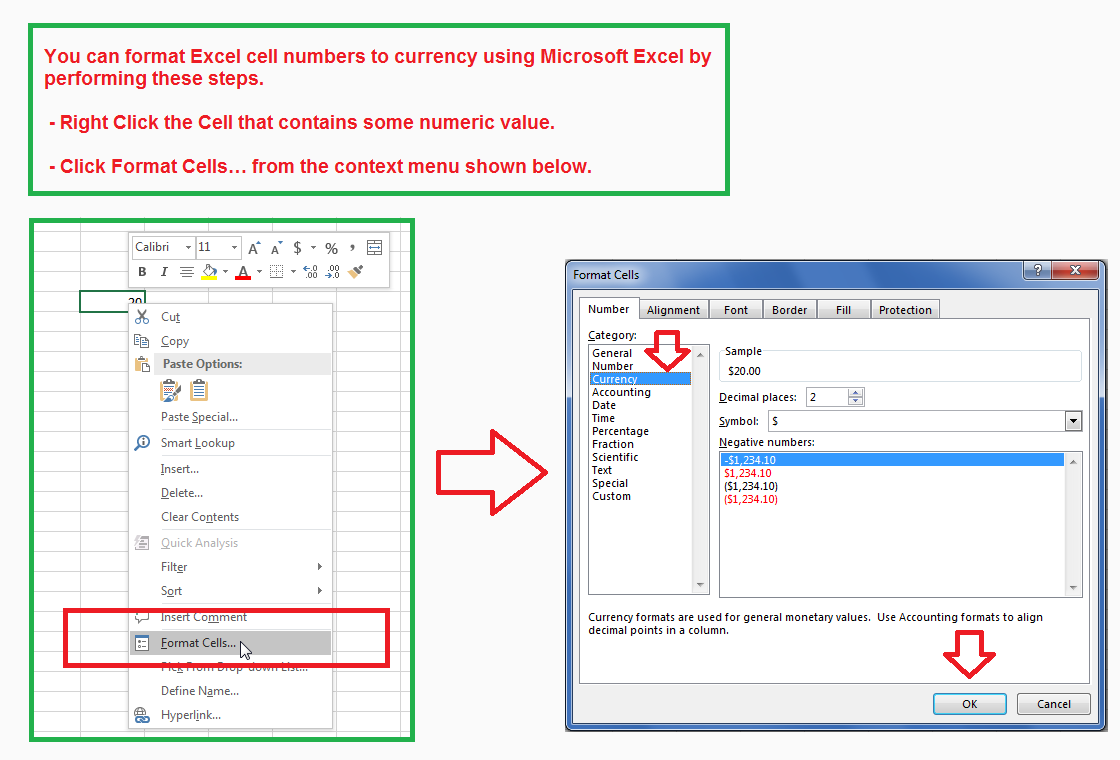 You can format Excel cell numbers to currency using Microsoft Excel by
performing these steps.
- Right Click the Cell that contains some numeric value.
- Click Format Cells… from the context menu shown below.
Calibri 11 A A $ % ,
B I A .0 .00 .00 .0
20
Cut
Copy
Paste Options:
Paste Special...
Smart Lookup
Insert...
Delete...
Clear Contents
Quick Analysis
Filter
Sort
Insert Comment
Format Cells...
Pick From Drop-down List...
Define Name...
Hyperlink...
Format Cells
?
Number Alignment Font Border Fill Protection
Category:
General
Number
Currency
Accounting
Date
Time
Percentage
Fraction
Scientific
Text
Special
Custom
Sample
$20.00
Decimal places: 2
Symbol: $
Negative numbers:
-$1,234.10
$1,234.10
($1,234.10)
($1,234.10)
Currency formats are used for general monetary values.  Use Accounting formats to align
decimal points in a column.
OK Cancel